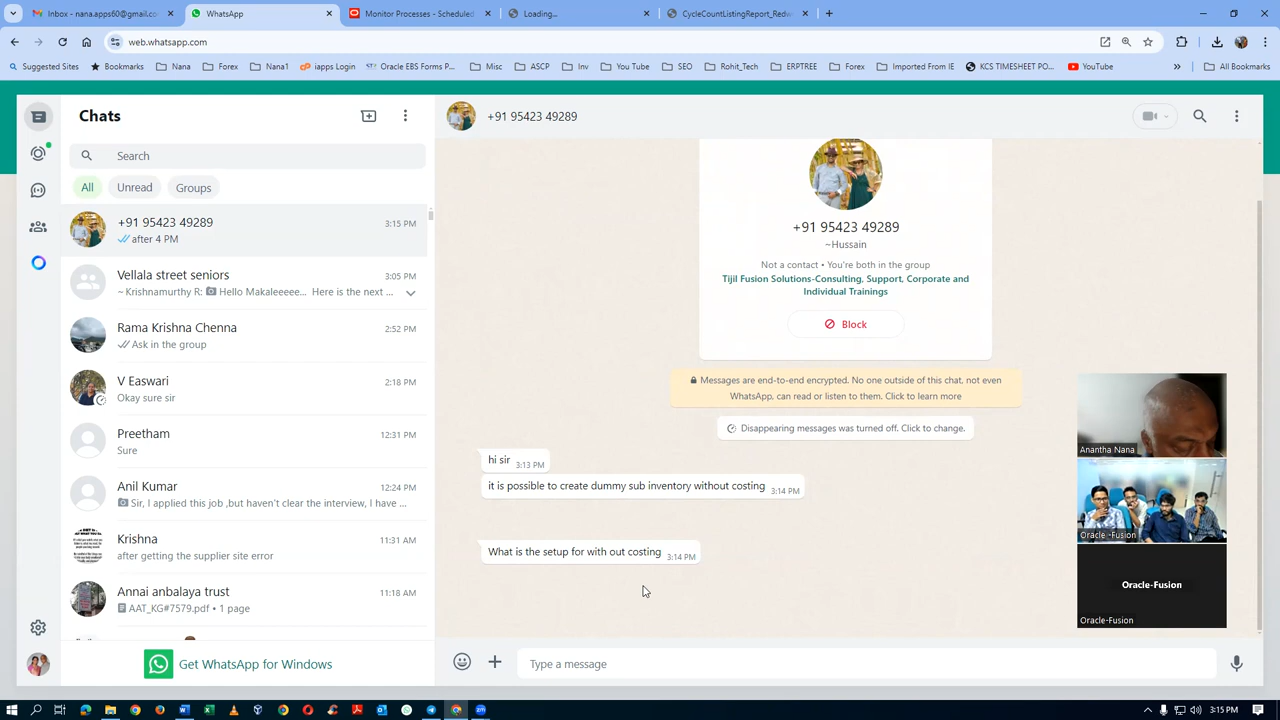 Inbox - nana.apps60@gmail.co
WhatsApp
Monitor Processes - Scheduled
Loading...
CycleCountListingReport_Redw
web.whatsapp.com
Suggested Sites
Bookmarks
Nana
Forex
Nana1
iapps Login
Oracle EBS Forms P...
Misc
ASCP
Inv
You Tube
SEO
Rohit_Tech
ERPTREE
Forex
Imported From IE
KCS TIMESHEET PO...
YouTube
All Bookmarks
Chats
Search
All
Unread
Groups
+91 95423 49289
3:15 PM
after 4 PM
Vellala street seniors
3:05 PM
~ Krishnamurthy R: Hello Makaleeeee... Here is the next ...
Rama Krishna Chenna
2:52 PM
Ask in the group
V Easwari
2:18 PM
Okay sure sir
Preetham
12:31 PM
Sure
Anil Kumar
12:24 PM
Sir, I applied this job ,but haven't clear the interview, I have ...
Krishna
11:31 AM
after getting the supplier site error
Annai anbalaya trust
11:18 AM
AAT_KG#7579.pdf • 1 page
Get WhatsApp for Windows
+91 95423 49289
+91 95423 49289
~Hussain
Not a contact • You're both in the group
Tijil Fusion Solutions-Consulting, Support, Corporate and
Individual Trainings
Block
Messages are end-to-end encrypted. No one outside of this chat, not even
WhatsApp, can read or listen to them. Click to learn more
Disappearing messages was turned off. Click to change.
hi sir 3:13 PM
it is possible to create dummy sub inventory without costing 3:14 PM
What is the setup for with out costing 3:14 PM
Type a message
Anantha Nana
Oracle -Fusion
Oracle-Fusion
Oracle-Fusion
3:15 PM